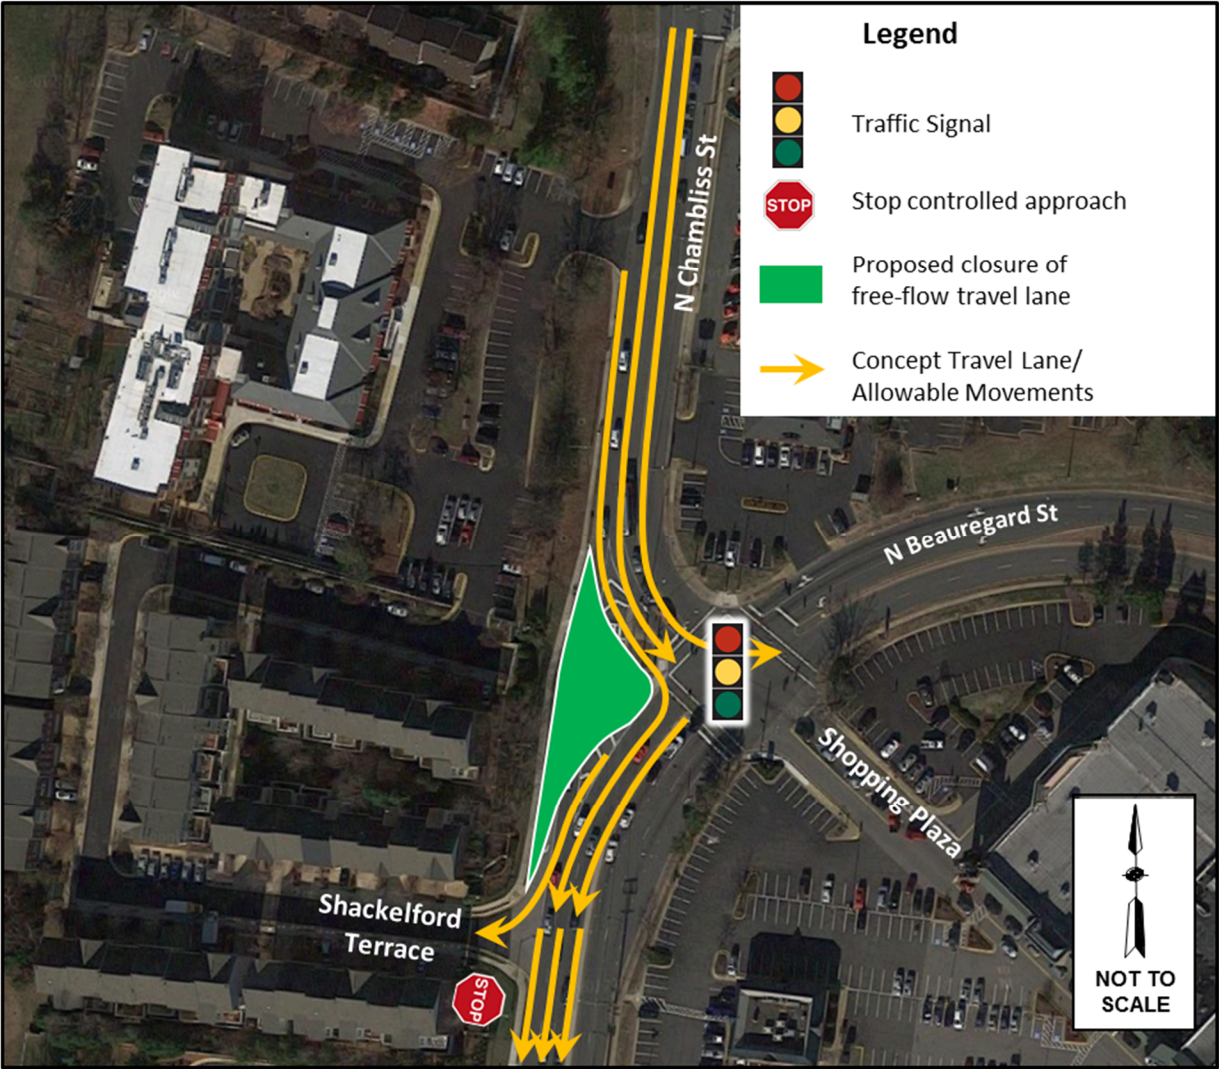 Legend
Traffic Signal
STOP
Stop controlled approach
Proposed closure of
free-flow travel lane
Concept Travel Lane/
Allowable Movements
N Chambliss St
N Beauregard St
Shopping Plaza
Shackelford
Terrace
STOP
NOT TO
SCALE